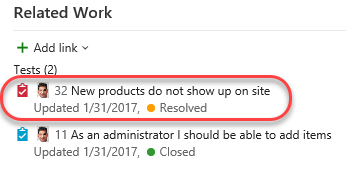 Related Work
+ Add link
Tests (2)
32 New products do not show up on site
Updated 1/31/2017, Resolved
11 As an administrator I should be able to add items
Updated 1/31/2017, Closed